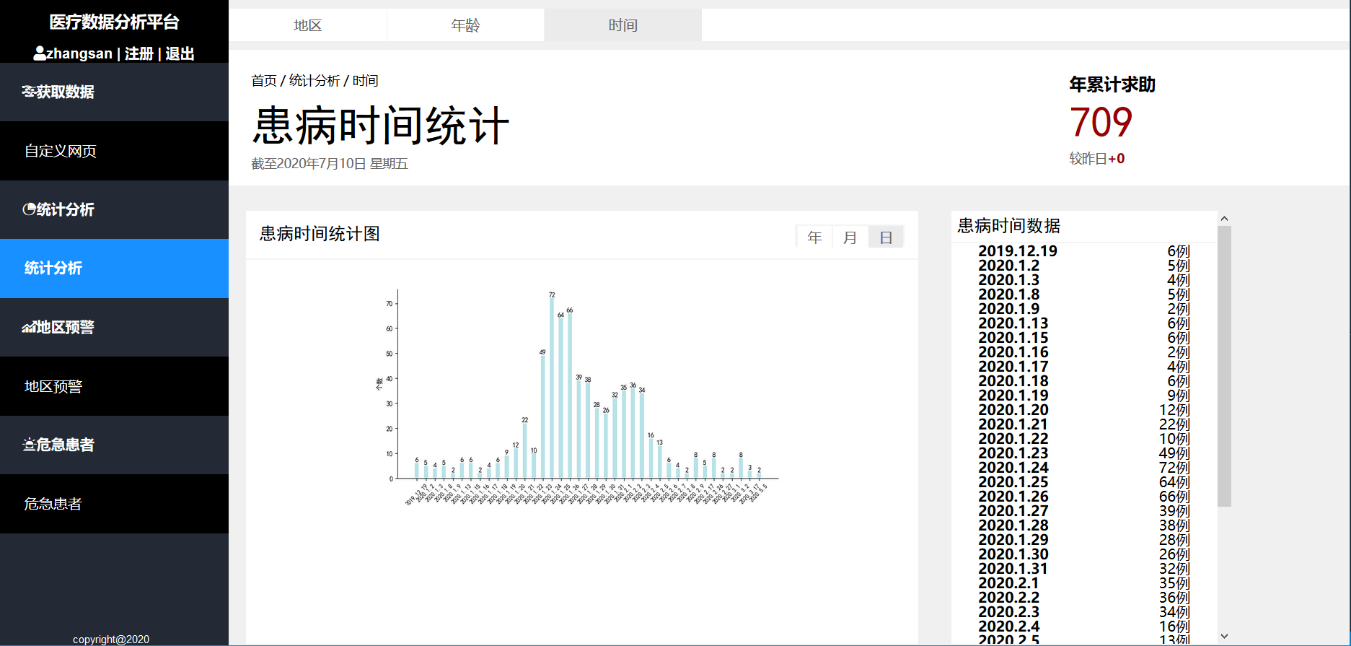 医疗数据分析平台
zhangsan | 注册 | 退出
获取数据
自定义网页
统计分析
统计分析
地区预警
地区预警
危急患者
危急患者
copyright@2020
地区 年龄 时间
首页 / 统计分析 / 时间
患病时间统计
截至2020年7月10日 星期五
年累计求助
709
较昨日+0
患病时间统计图
年 月 日
个数
70
60
50
40
30
20
10
0
6 5 4 5 2 6 6 2 4 6 9 12 22 10 49 72 64 66 39 38 28 26 32 35 36 34 16 13 6 4 2 8 5 8 2 2 8 3 2
患病时间数据
2019.12.19 6例
2020.1.2 5例
2020.1.3 4例
2020.1.8 5例
2020.1.9 2例
2020.1.13 6例
2020.1.15 6例
2020.1.16 2例
2020.1.17 4例
2020.1.18 6例
2020.1.19 9例
2020.1.20 12例
2020.1.21 22例
2020.1.22 10例
2020.1.23 49例
2020.1.24 72例
2020.1.25 64例
2020.1.26 66例
2020.1.27 39例
2020.1.28 38例
2020.1.29 28例
2020.1.30 26例
2020.1.31 32例
2020.2.1 35例
2020.2.2 36例
2020.2.3 34例
2020.2.4 16例
2020.2.5 13例